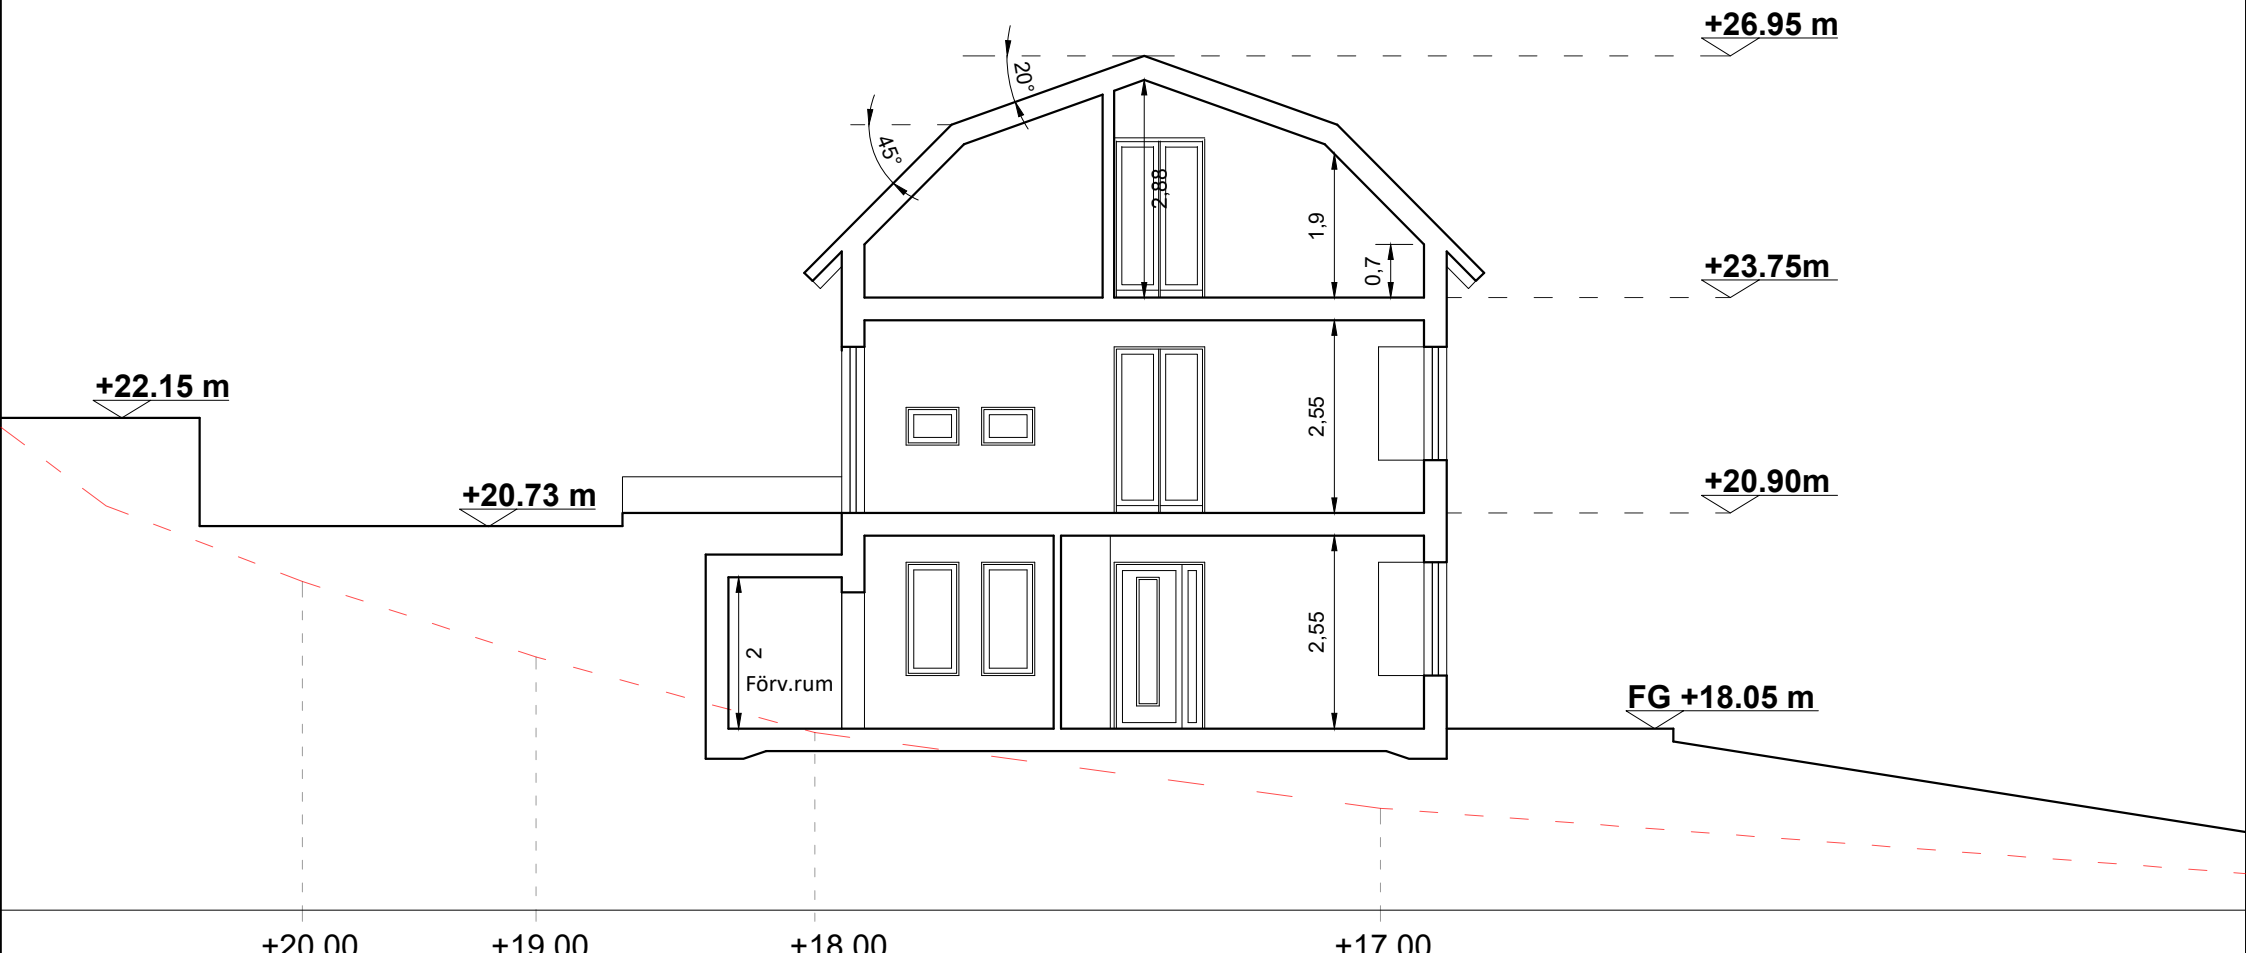 +26.95 m
20°
45°
2,88
1,9
0,7
+23.75m
+22.15 m
2,55
+20.73 m
+20.90m
2
Förv.rum
2,55
FG +18.05 m
+20.00
+19.00
+18.00
+17.00